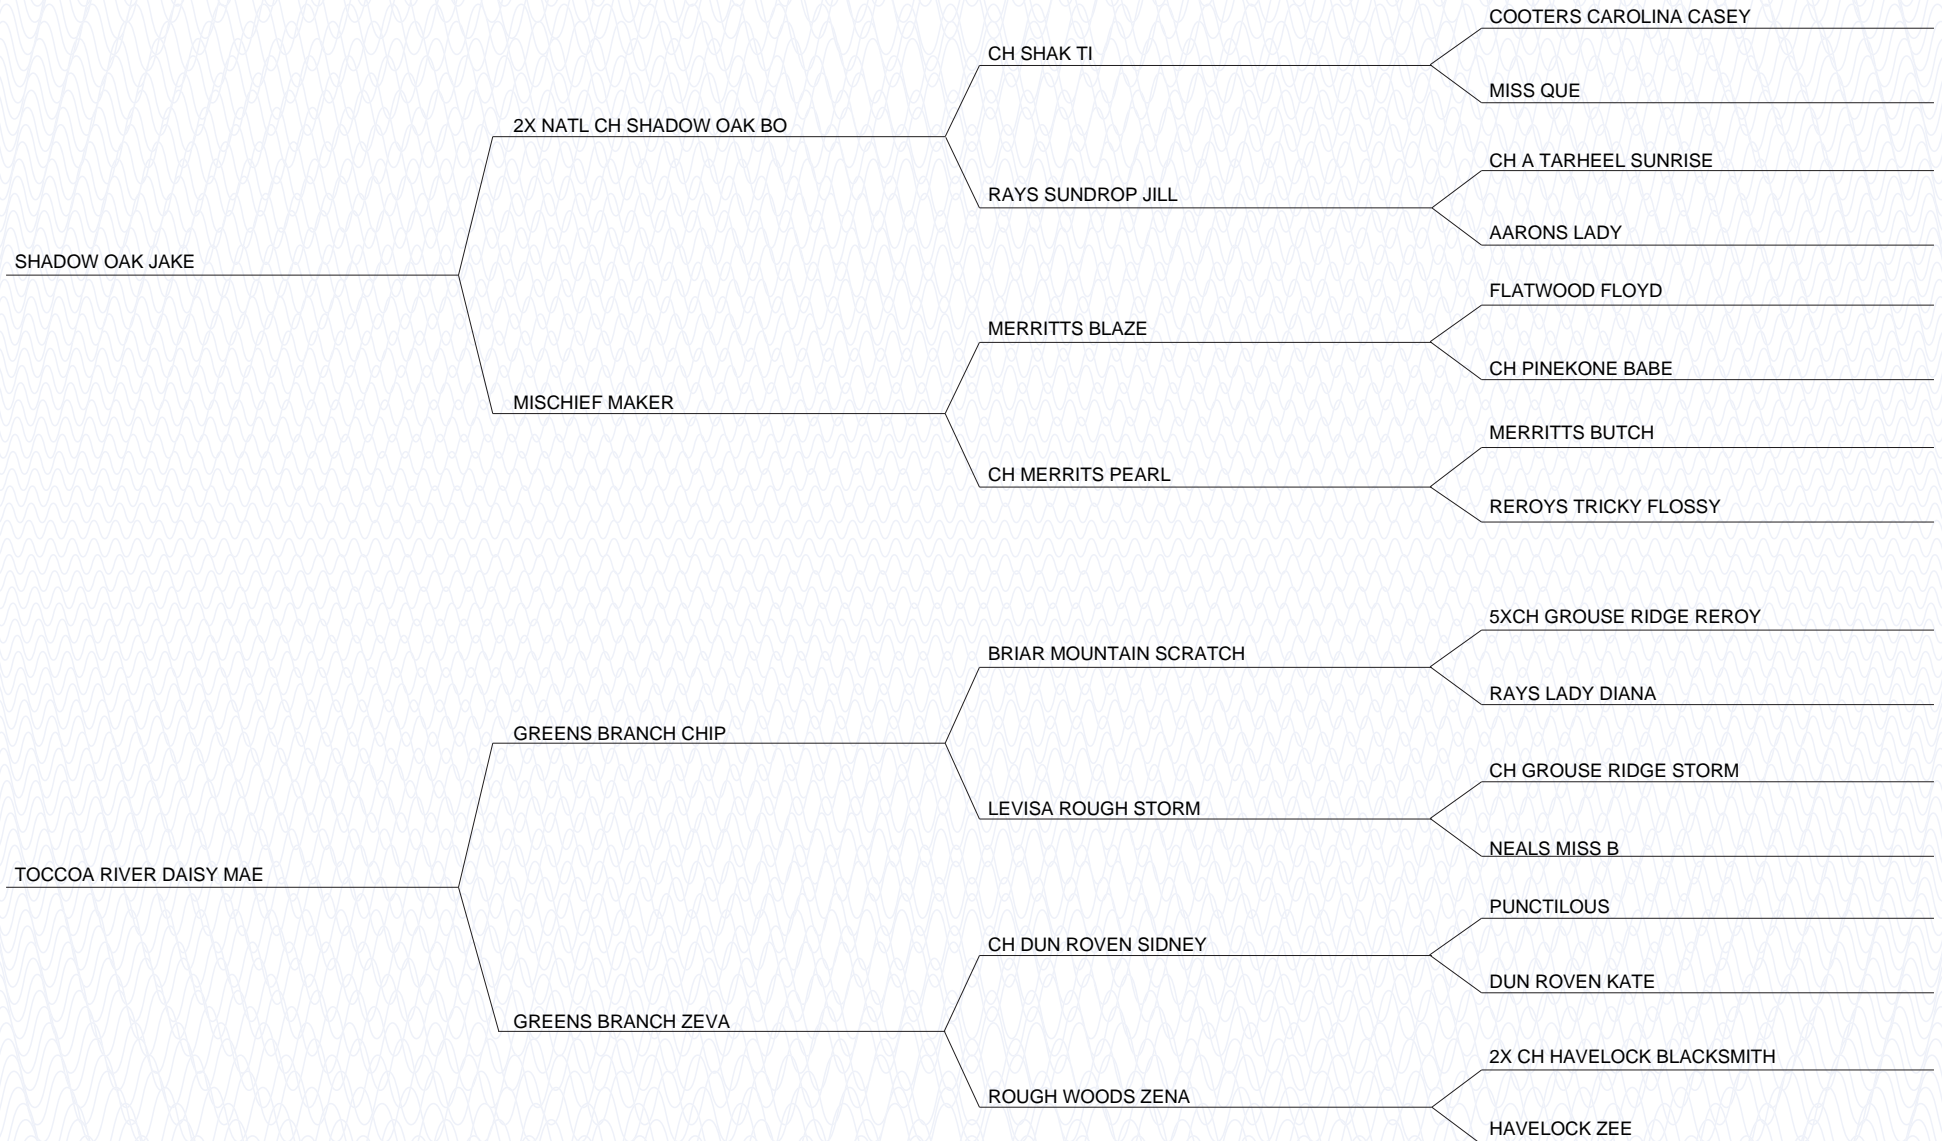 COOTERS CAROLINA CASEY
CH SHAK TI
MISS QUE
2X NATL CH SHADOW OAK BO
CH A TARHEEL SUNRISE
RAYS SUNDROP JILL
AARONS LADY
SHADOW OAK JAKE
FLATWOOD FLOYD
MERRITTS BLAZE
CH PINEKONE BABE
MISCHIEF MAKER
MERRITTS BUTCH
CH MERRITS PEARL
REROYS TRICKY FLOSSY
5XCH GROUSE RIDGE REROY
BRIAR MOUNTAIN SCRATCH
RAYS LADY DIANA
GREENS BRANCH CHIP
CH GROUSE RIDGE STORM
LEVISA ROUGH STORM
NEALS MISS B
TOCCOA RIVER DAISY MAE
PUNCTILOUS
CH DUN ROVEN SIDNEY
DUN ROVEN KATE
GREENS BRANCH ZEVA
2X CH HAVELOCK BLACKSMITH
ROUGH WOODS ZENA
HAVELOCK ZEE